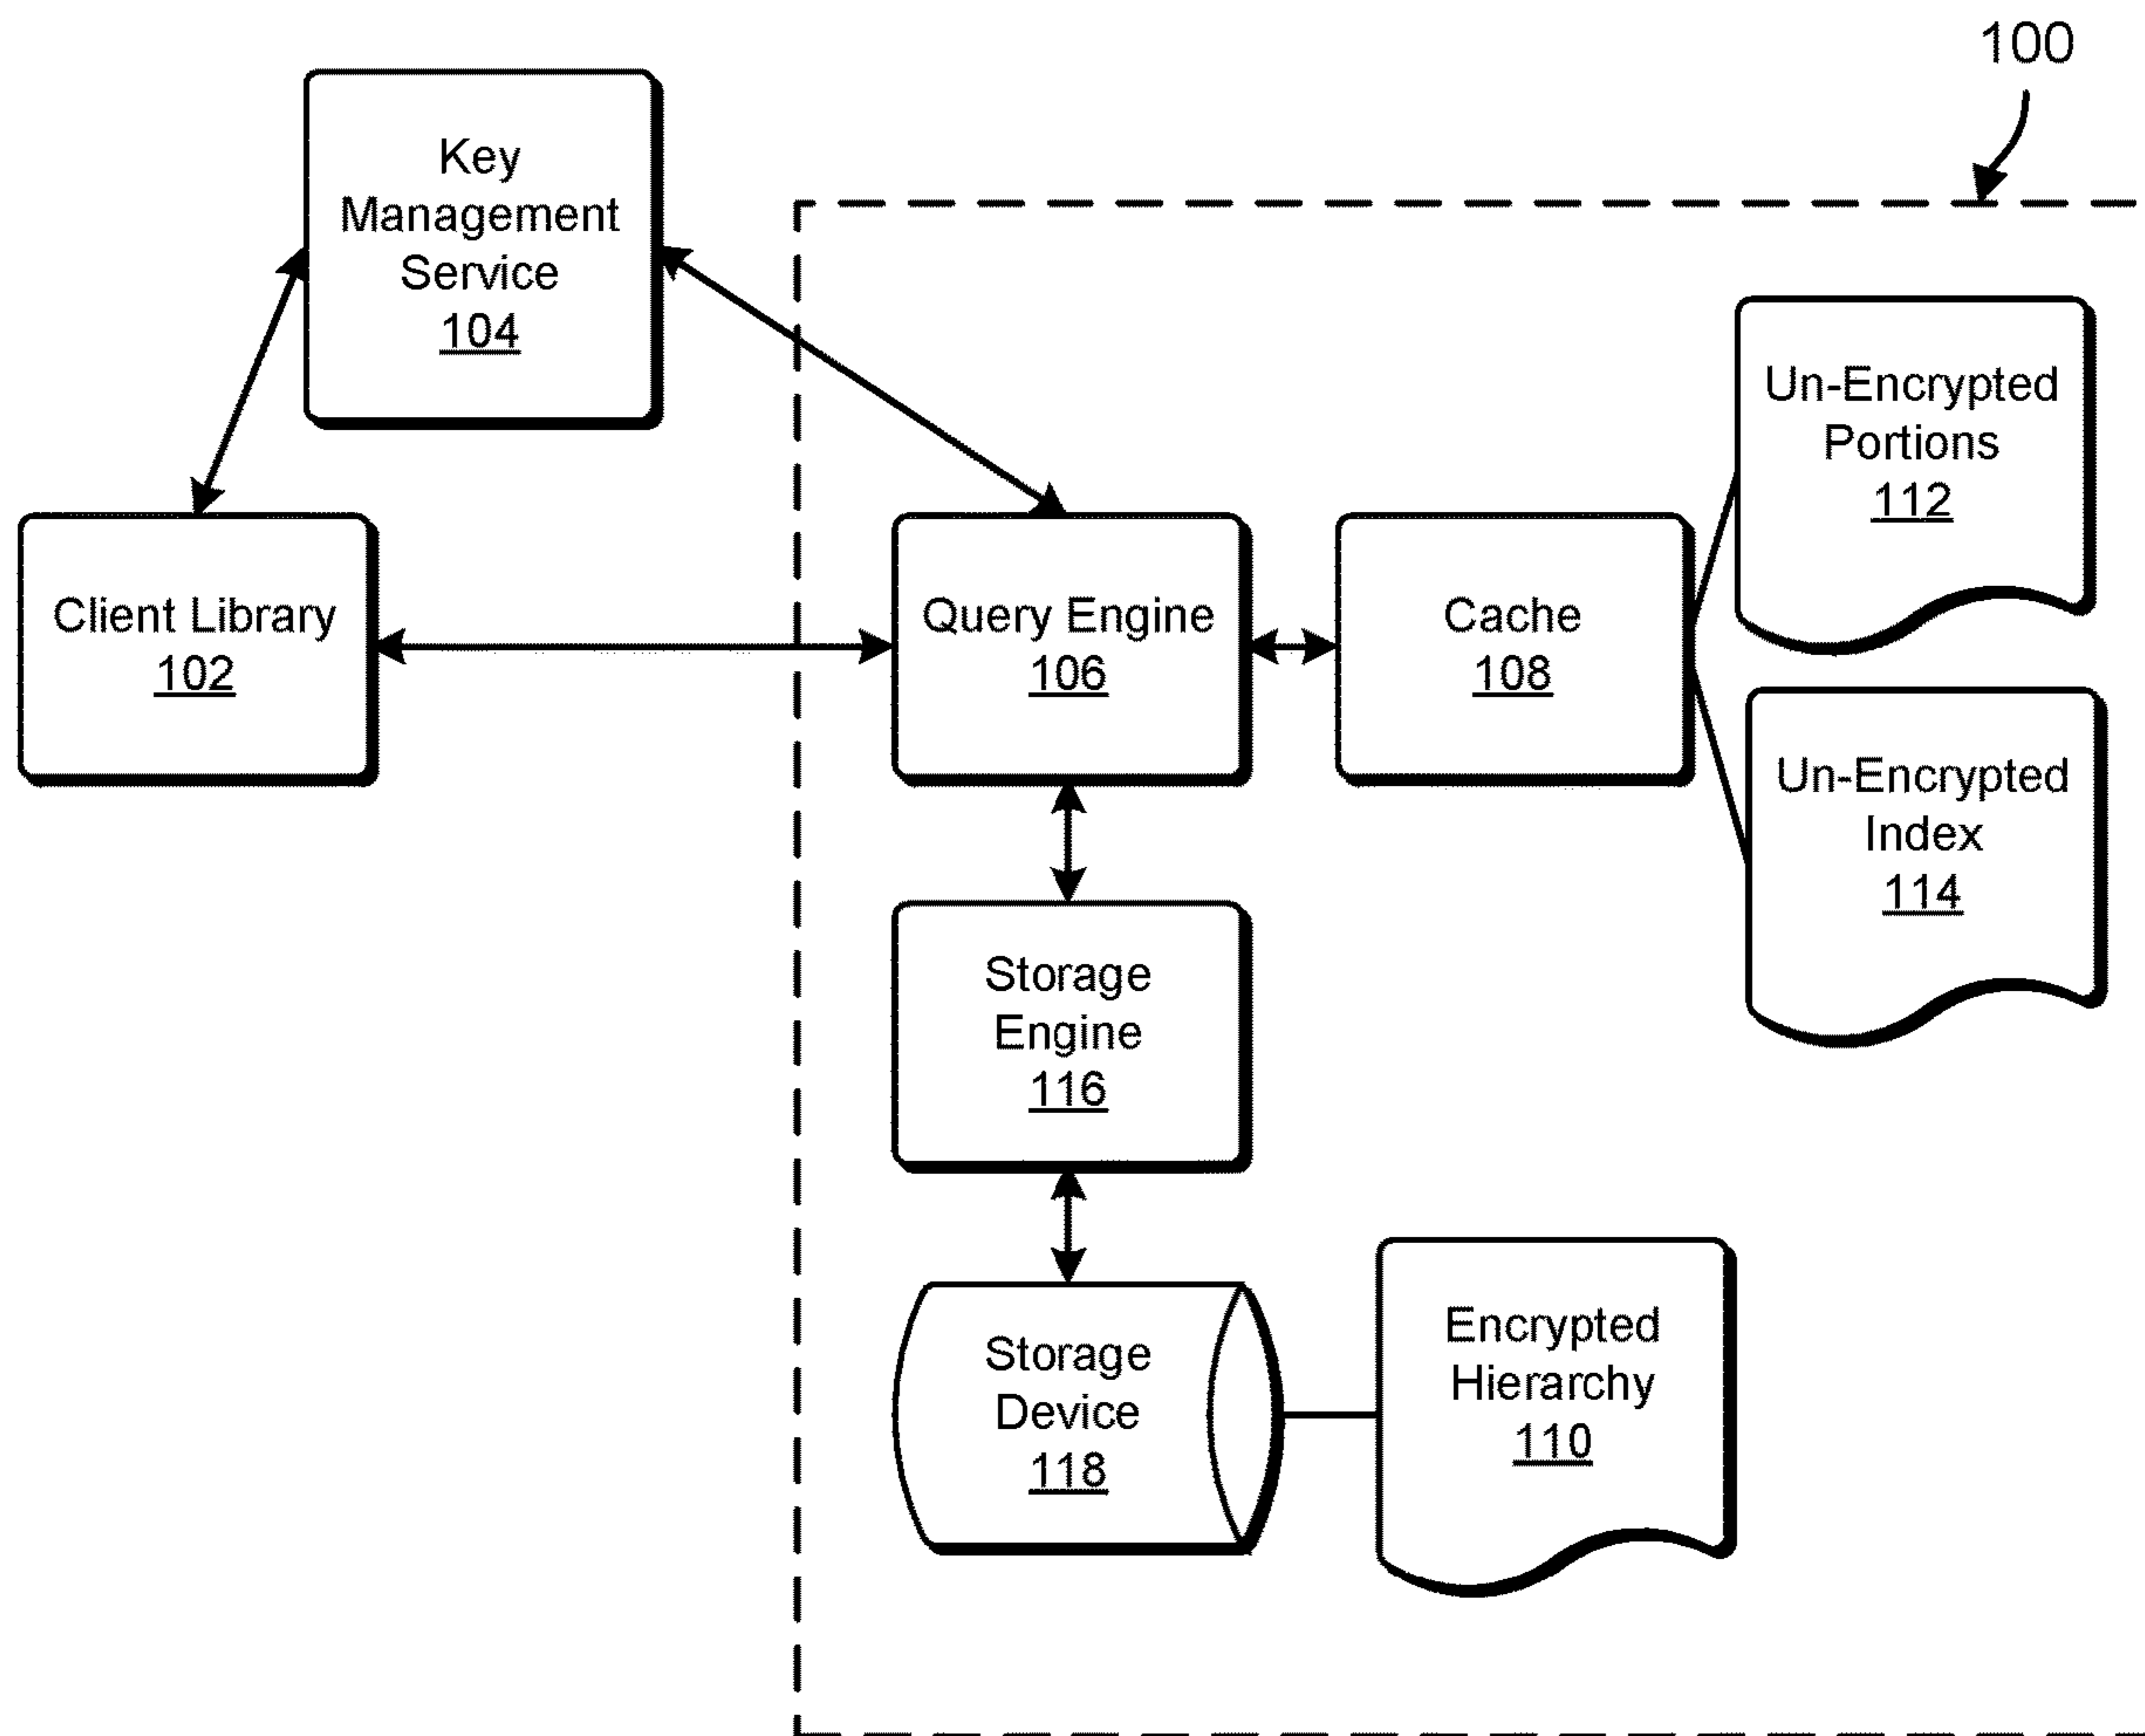 100
Key
Management
Service
104
Un-Encrypted
Portions
112
Client Library
102
Query Engine
106
Cache
108
Un-Encrypted
Index
114
Storage
Engine
116
Storage
Device
118
Encrypted
Hierarchy
110